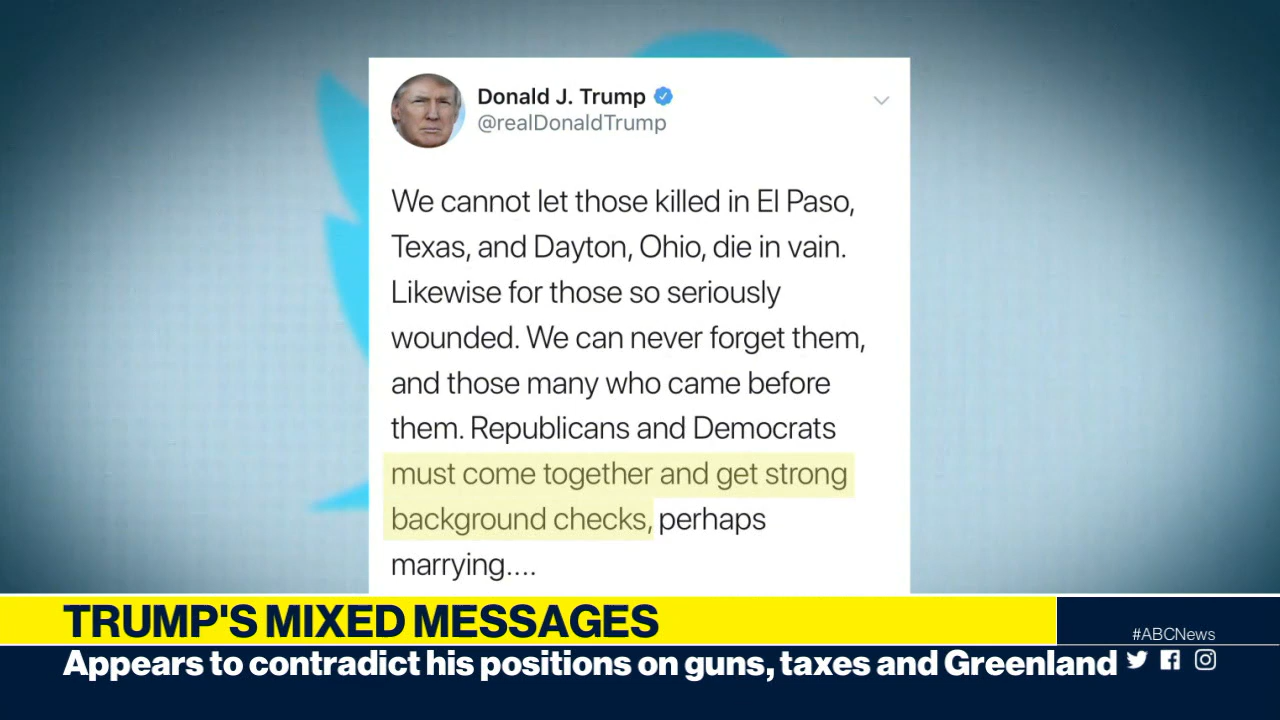 Donald J. Trump
@realDonaldTrump
We cannot let those killed in El Paso,
Texas, and Dayton, Ohio, die in vain.
Likewise for those so seriously
wounded. We can never forget them,
and those many who came before
them. Republicans and Democrats
must come together and get strong
background checks, perhaps
marrying....
TRUMP'S MIXED MESSAGES
#ABCNews
Appears to contradict his positions on guns, taxes and Greenland